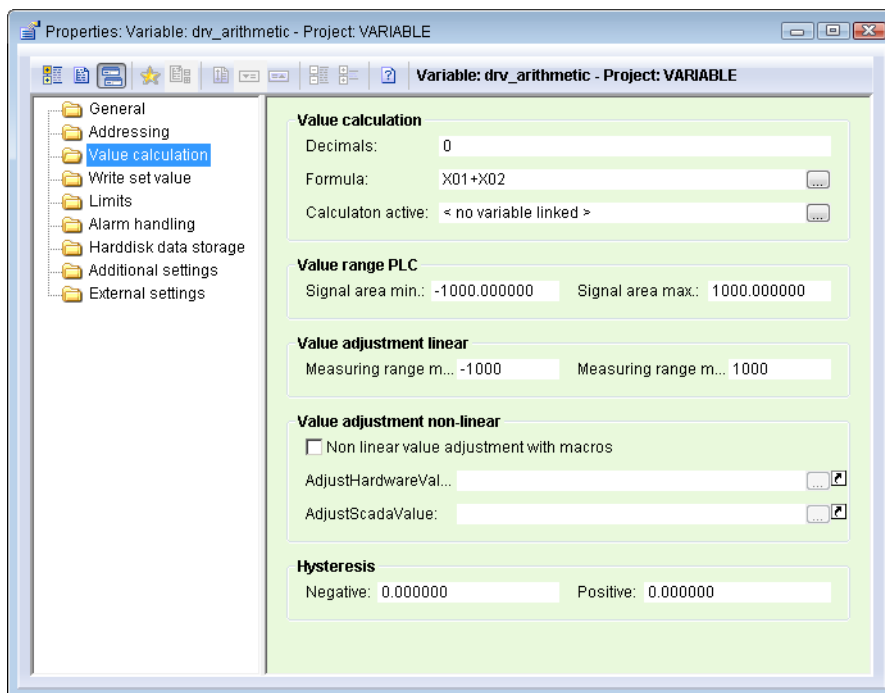 Properties: Variable: drv_arithmetic - Project: VARIABLE
Variable: drv_arithmetic - Project: VARIABLE
General
Addressing
Value calculation
Write set value
Limits
Alarm handling
Harddisk data storage
Additional settings
External settings
Value calculation
Decimals: 0
Formula: X01+X02 ...
Calculaton active: < no variable linked > ...
Value range PLC
Signal area min.: -1000.000000 Signal area max.: 1000.000000
Value adjustment linear
Measuring range m... -1000 Measuring range m... 1000
Value adjustment non-linear
Non linear value adjustment with macros
AdjustHardwareVal... ...
AdjustScadaValue: ...
Hysteresis
Negative: 0.000000 Positive: 0.000000